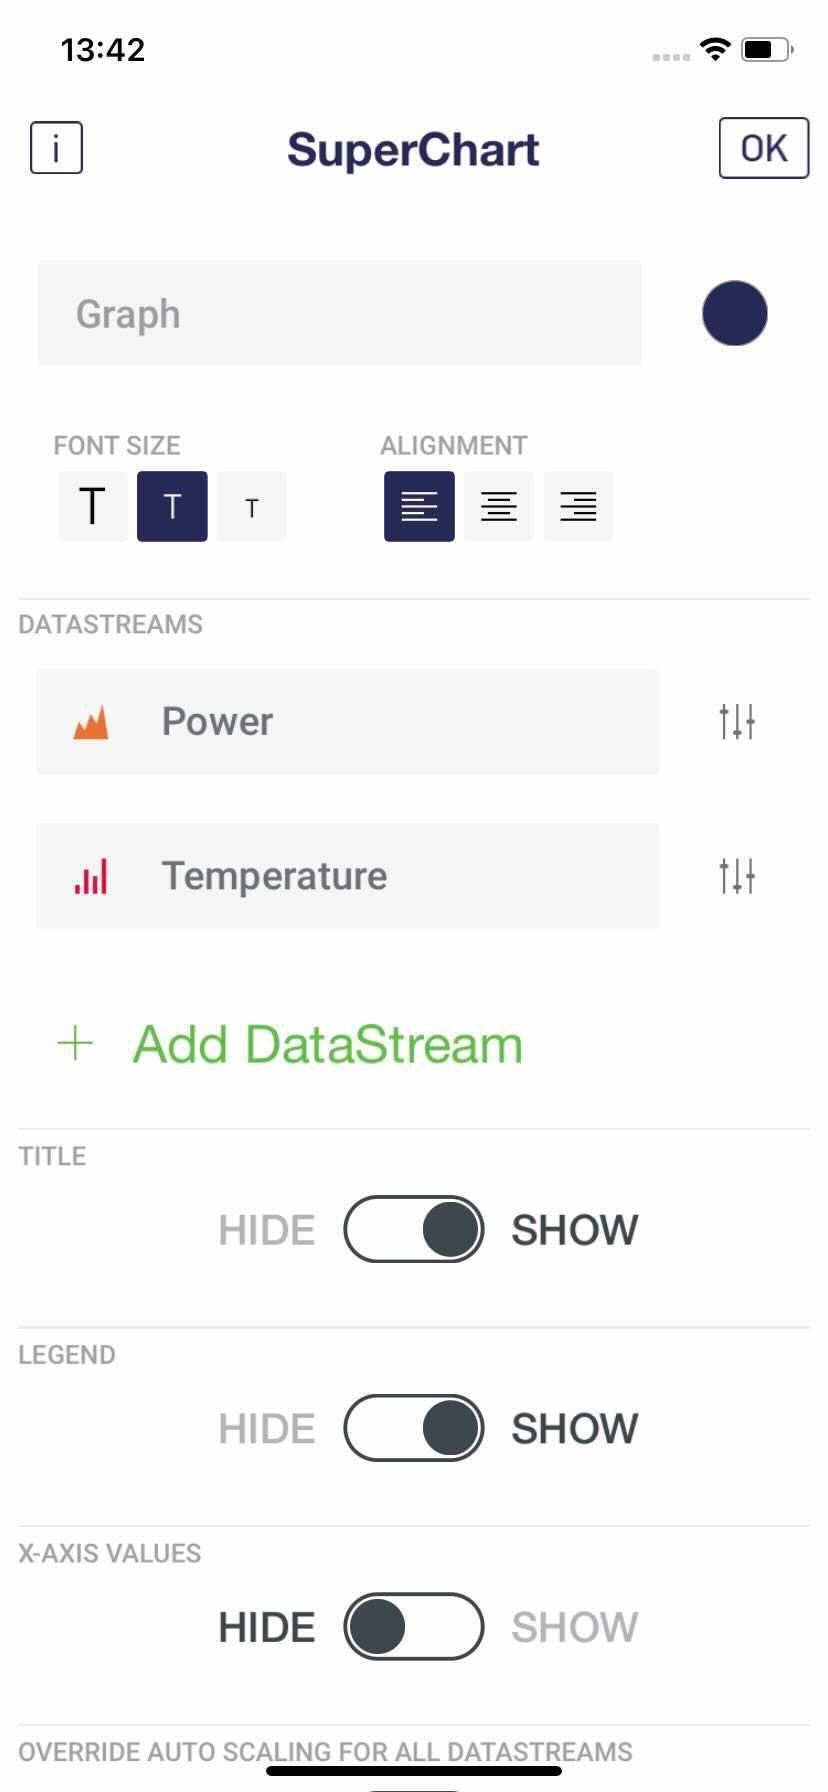 13:42
i SuperChart OK
Graph
FONT SIZE ALIGNMENT
T T T
DATASTREAMS
Power
Temperature
+ Add DataStream
TITLE
HIDE SHOW
LEGEND
HIDE SHOW
X-AXIS VALUES
HIDE SHOW
OVERRIDE AUTO SCALING FOR ALL DATASTREAMS